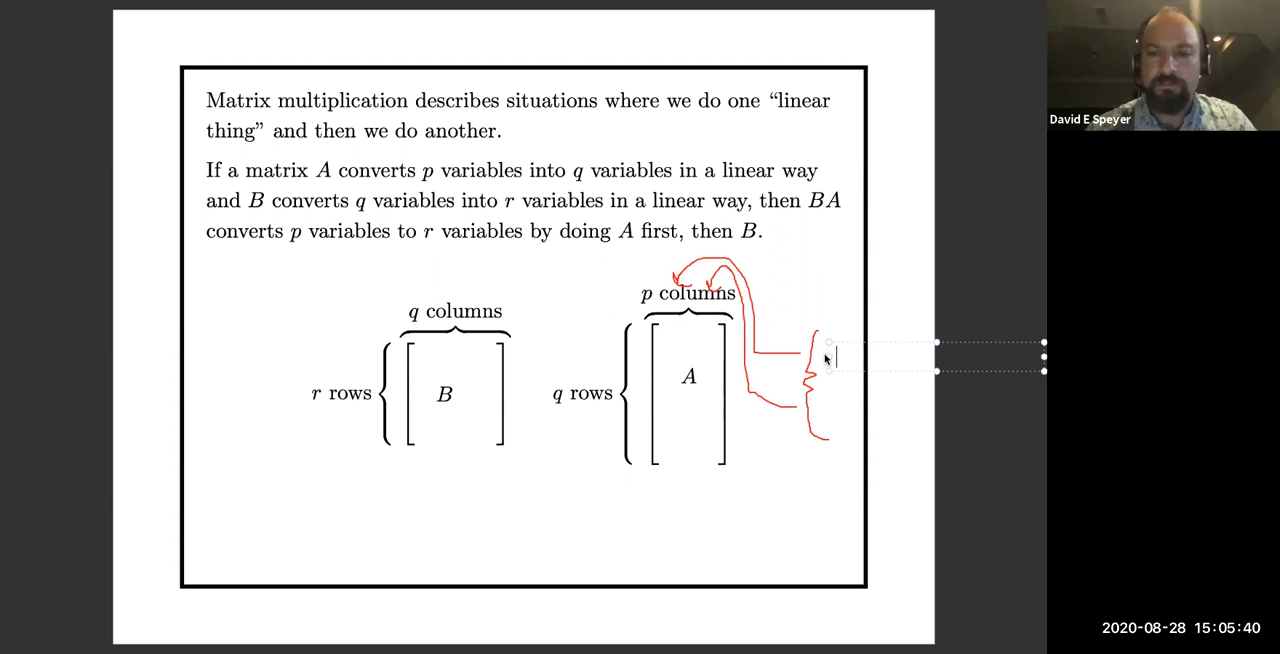 Matrix multiplication describes situations where we do one “linear
thing” and then we do another.
If a matrix A converts p variables into q variables in a linear way
and B converts q variables into r variables in a linear way, then BA
converts p variables to r variables by doing A first, then B.
q columns
r rows
B
p columns
q rows
A
David E Speyer
2020-08-28 15:05:40